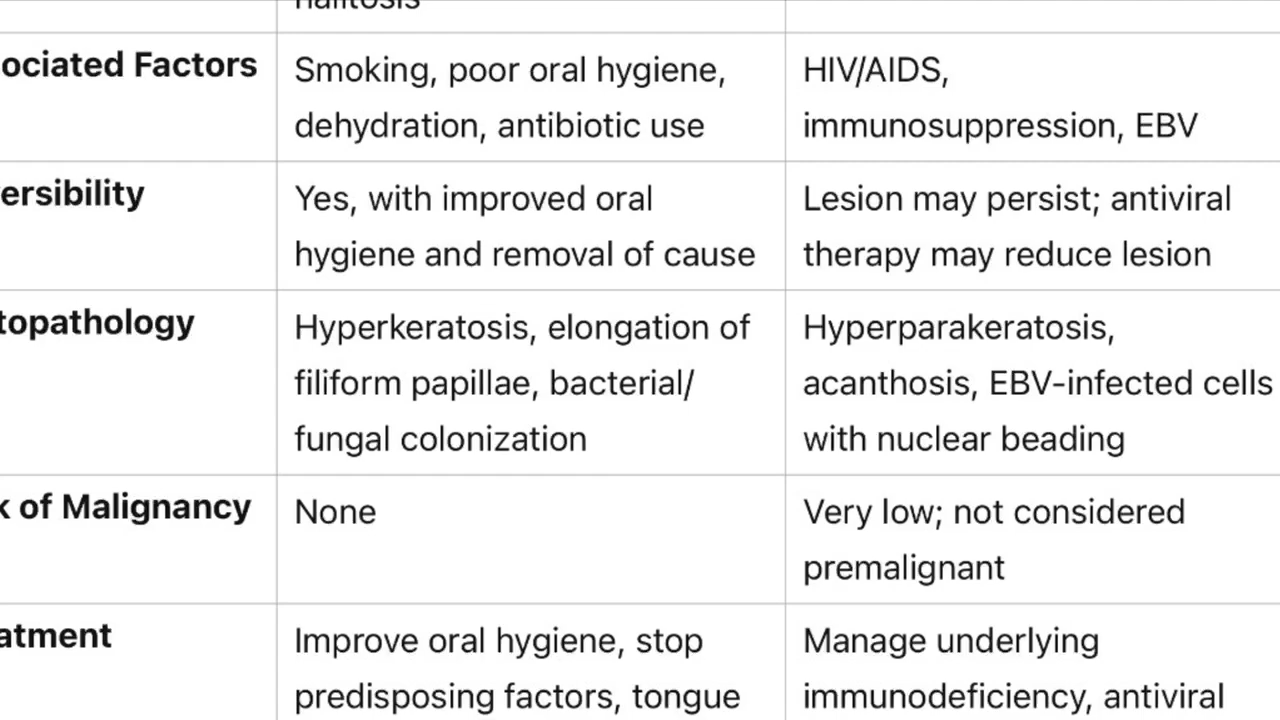 halitosis
ociated Factors
Smoking, poor oral hygiene,
dehydration, antibiotic use
HIV/AIDS,
immunosuppression, EBV
ersibility
Yes, with improved oral
hygiene and removal of cause
Lesion may persist; antiviral
therapy may reduce lesion
topathology
Hyperkeratosis, elongation of
filiform papillae, bacterial/
fungal colonization
Hyperparakeratosis,
acanthosis, EBV-infected cells
with nuclear beading
k of Malignancy
None
Very low; not considered
premalignant
atment
Improve oral hygiene, stop
predisposing factors, tongue
Manage underlying
immunodeficiency, antiviral